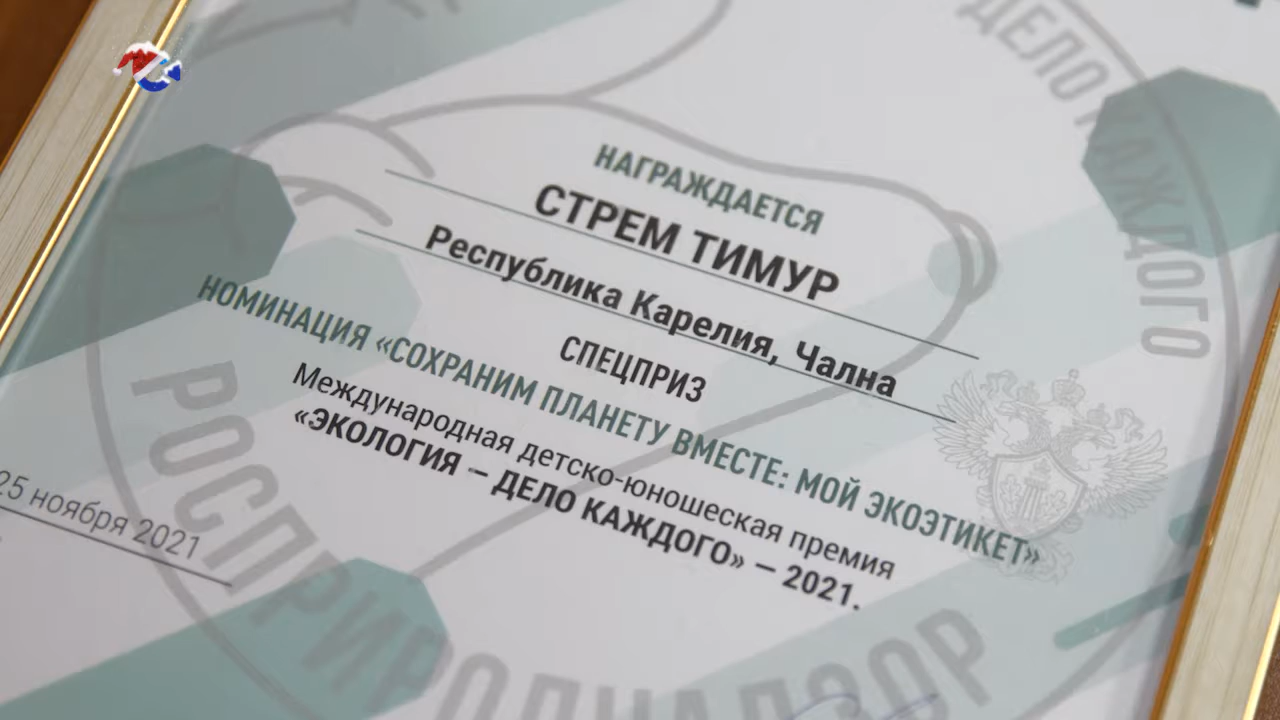 НАГРАЖДАЕТСЯ
СТРЕМ ТИМУР
Республика Карелия, Чална
СПЕЦПРИЗ
НОМИНАЦИЯ «СОХРАНИМ ПЛАНЕТУ ВМЕСТЕ: МОЙ ЭКОЭТИКЕТ»
Международная детско-юношеская премия
«ЭКОЛОГИЯ – ДЕЛО КАЖДОГО» – 2021.
25 ноября 2021
ДЕЛО КАЖДОГО
РОСПРИРОДНАДЗОР